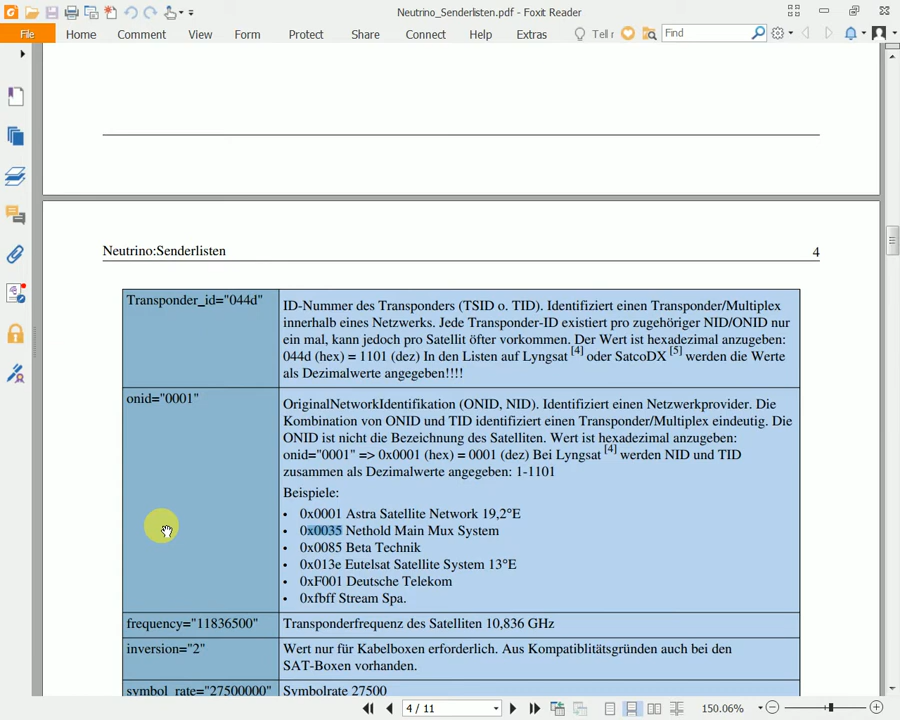 Neutrino_Senderlisten.pdf - Foxit Reader
File Home Comment View Form Protect Share Connect Help Extras Tell r Find
Neutrino:Senderlisten 4
Transponder_id="044d"
ID-Nummer des Transponders (TSID o. TID). Identifiziert einen Transponder/Multiplex
innerhalb eines Netzwerks. Jede Transponder-ID existiert pro zugehöriger NID/ONID nur
ein mal, kann jedoch pro Satellit öfter vorkommen. Der Wert ist hexadezimal anzugeben:
044d (hex) = 1101 (dez) In den Listen auf Lyngsat [4] oder SatcoDX [5] werden die Werte
als Dezimalwerte angegeben!!!!
onid="0001"
OriginalNetworkIdentifikation (ONID, NID). Identifiziert einen Netzwerkprovider. Die
Kombination von ONID und TID identifiziert einen Transponder/Multiplex eindeutig. Die
ONID ist nicht die Bezeichnung des Satelliten. Wert ist hexadezimal anzugeben:
onid="0001" => 0x0001 (hex) = 0001 (dez) Bei Lyngsat [4] werden NID und TID
zusammen als Dezimalwerte angegeben: 1-1101
Beispiele:
• 0x0001 Astra Satellite Network 19,2°E
• 0x0035 Nethold Main Mux System
• 0x0085 Beta Technik
• 0x013e Eutelsat Satellite System 13°E
• 0xF001 Deutsche Telekom
• 0xfbff Stream Spa.
frequency="11836500" Transponderfrequenz des Satelliten 10,836 GHz
inversion="2"
Wert nur für Kabelboxen erforderlich. Aus Kompatiblitätsgründen auch bei den
SAT-Boxen vorhanden.
symbol_rate="27500000" Symbolrate 27500
4 / 11 150.06%